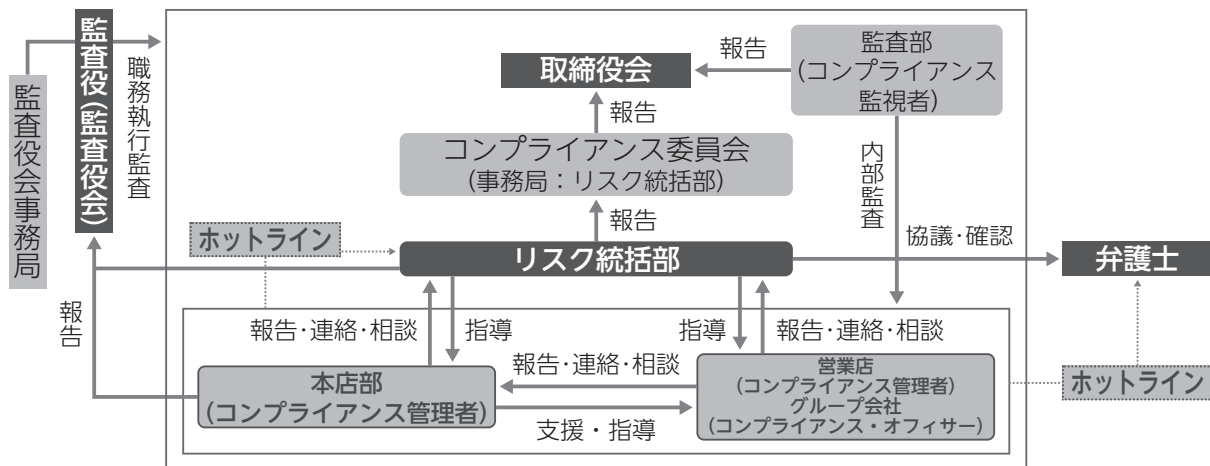 監査役会事務局
監査役(監査役会)
職務執行監査
取締役会
報告
監査部
(コンプライアンス
監視者)
報告
コンプライアンス委員会
(事務局：リスク統括部)
内部監査
報告
ホットライン
リスク統括部
協議・確認
弁護士
報告
報告・連絡・相談
指導
指導
報告・連絡・相談
本店部
(コンプライアンス管理者)
報告・連絡・相談
支援・指導
営業店
(コンプライアンス管理者)
グループ会社
(コンプライアンス・オフィサー)
ホットライン